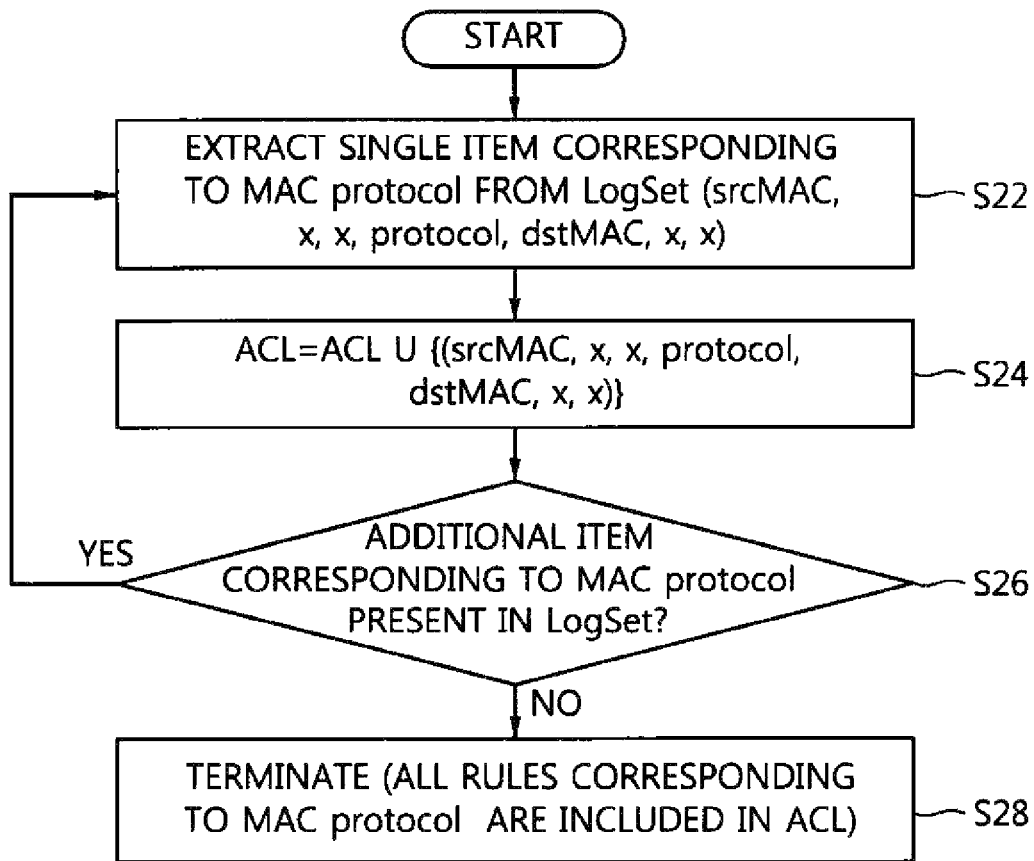 START
EXTRACT SINGLE ITEM CORRESPONDING
TO MAC protocol FROM LogSet (srcMAC,
x, x, protocol, dstMAC, x, x)
S22
ACL=ACL U {(srcMAC, x, x, protocol,
dstMAC, x, x)}
S24
YES
ADDITIONAL ITEM
CORRESPONDING TO MAC protocol
PRESENT IN LogSet?
S26
NO
TERMINATE (ALL RULES CORRESPONDING
TO MAC protocol ARE INCLUDED IN ACL)
S28